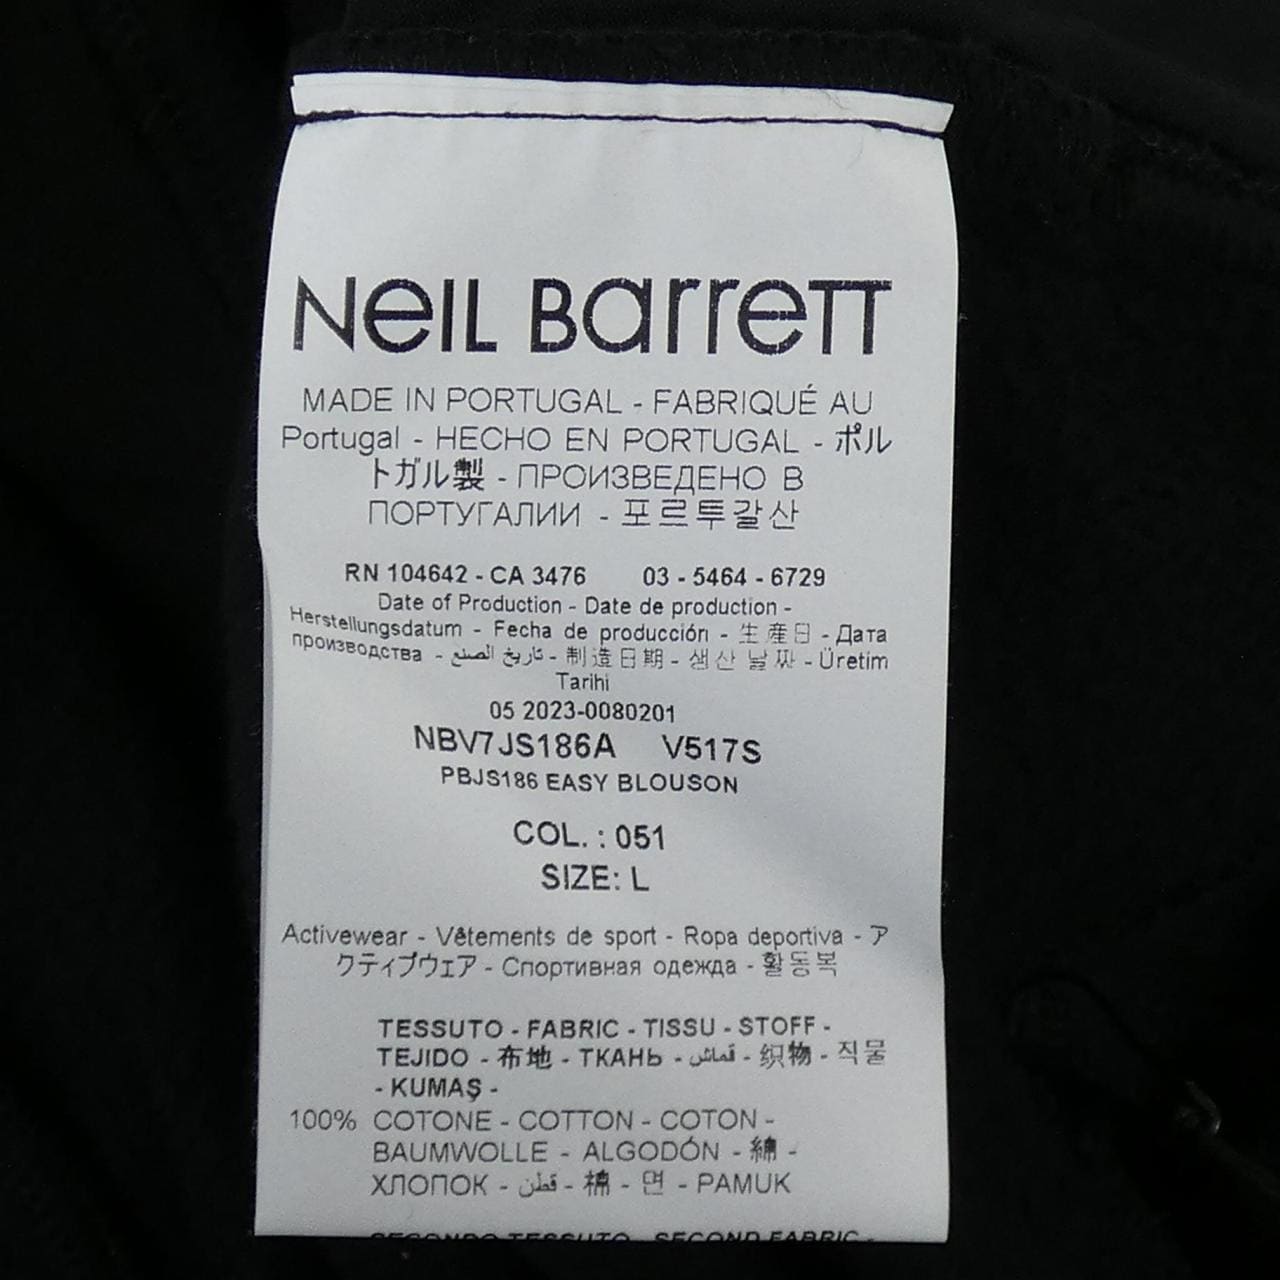 NeIL Barrett
MADE IN PORTUGAL - FABRIQUÉ AU
Portugal - HECHO EN PORTUGAL - ポル
トガル製 - ПРОИЗВЕДЕНО В
ПОРТУГАЛИИ - 포르투갈산
RN 104642 - CA 3476 03 - 5464 - 6729
Date of Production - Date de production -
Herstellungsdatum - Fecha de producción - 生産日 - Дата
производства - تاريخ الصنع - 制造日期 - 생산 날짜 - Üretim
Tarihi
05 2023-0080201
NBV7JS186A V517S
PBJS186 EASY BLOUSON
COL. : 051
SIZE: L
Activewear - Vêtements de sport - Ropa deportiva - ア
クティブウェア - Спортивная одежда - 활동복
TESSUTO - FABRIC - TISSU - STOFF -
TEJIDO - 布地 - ТКАНЬ - قماش - 织物 - 직물
- KUMAŞ -
100% COTONE - COTTON - COTON -
BAUMWOLLE - ALGODÓN - 綿 -
ХЛОПОК - قطن - 棉 - 면 - PAMUK
SECONDO TESSUTO - SECOND FABRIC -